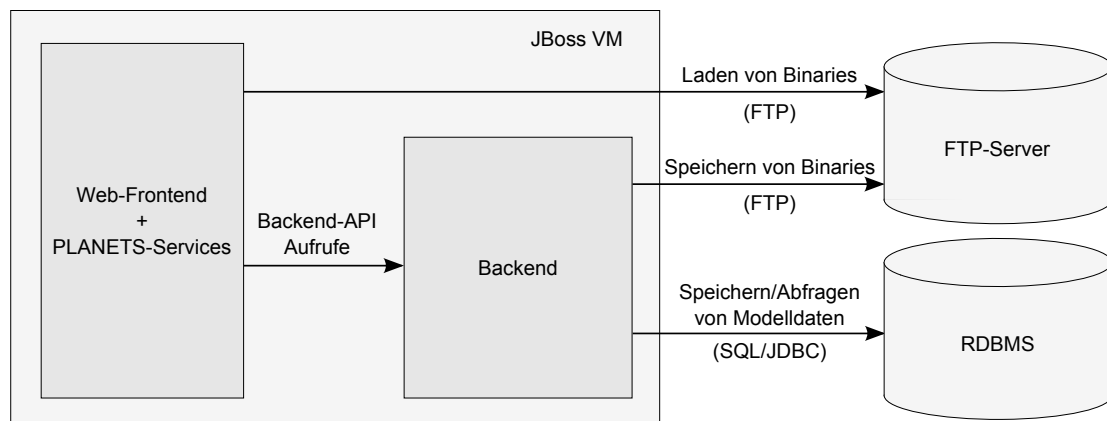 JBoss VM
Web-Frontend
+
PLANETS-Services
Backend-API
Aufrufe
Backend
Laden von Binaries
(FTP)
Speichern von Binaries
(FTP)
Speichern/Abfragen
von Modelldaten
(SQL/JDBC)
FTP-Server
RDBMS